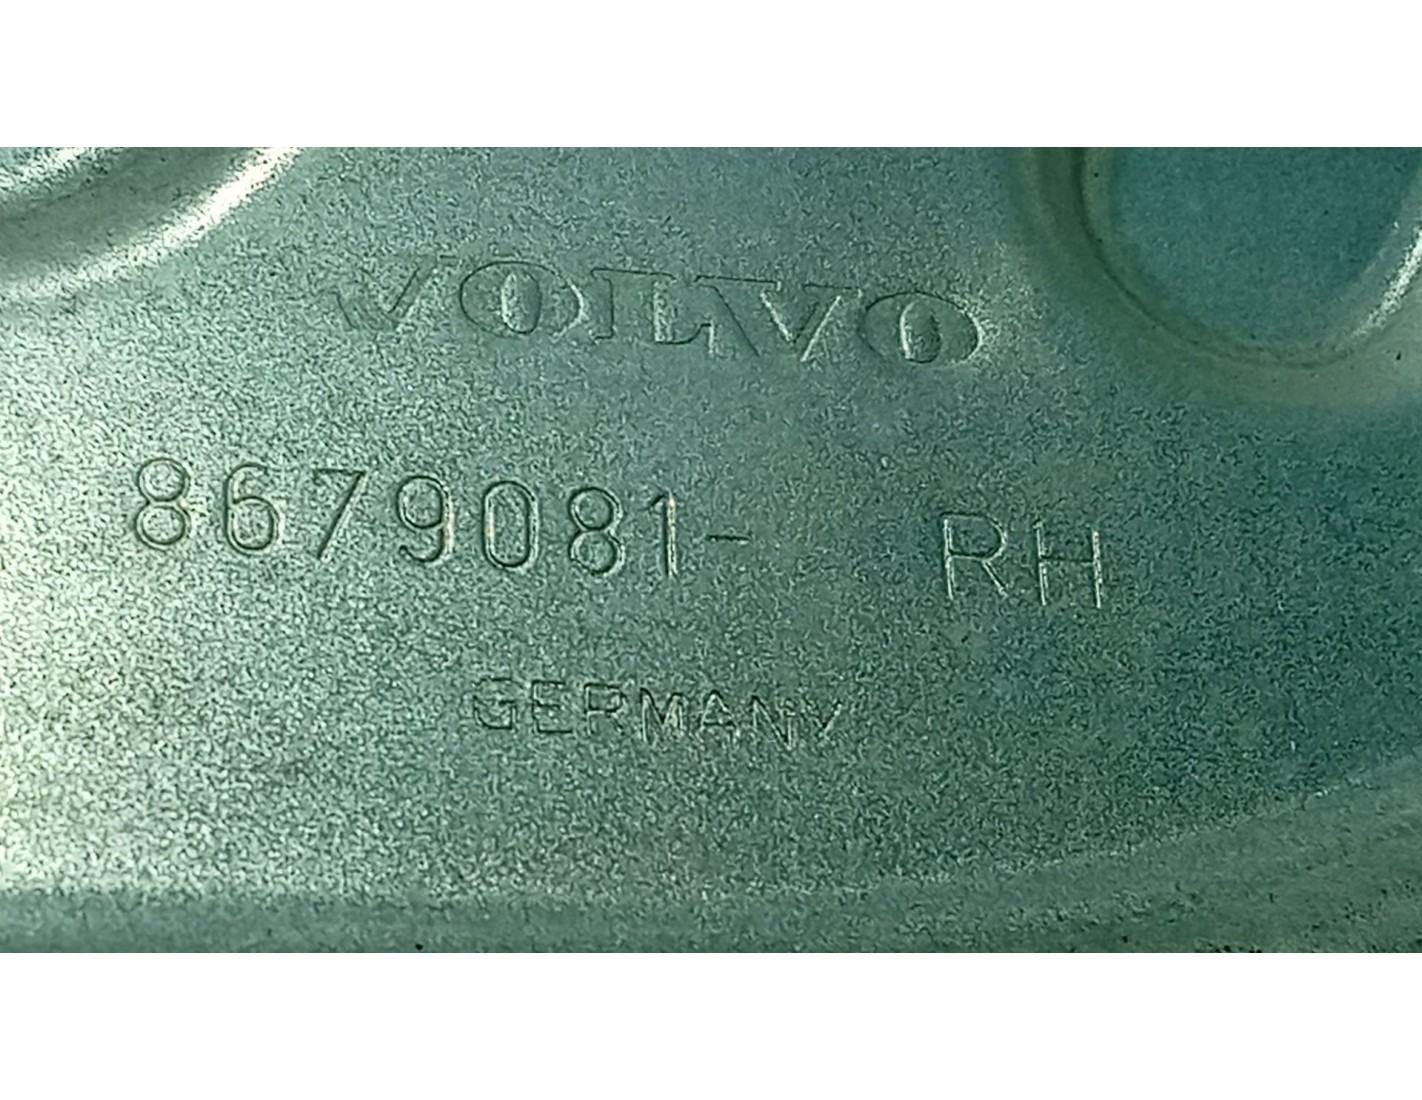 VOLVO
8679081- RH
GERMANY